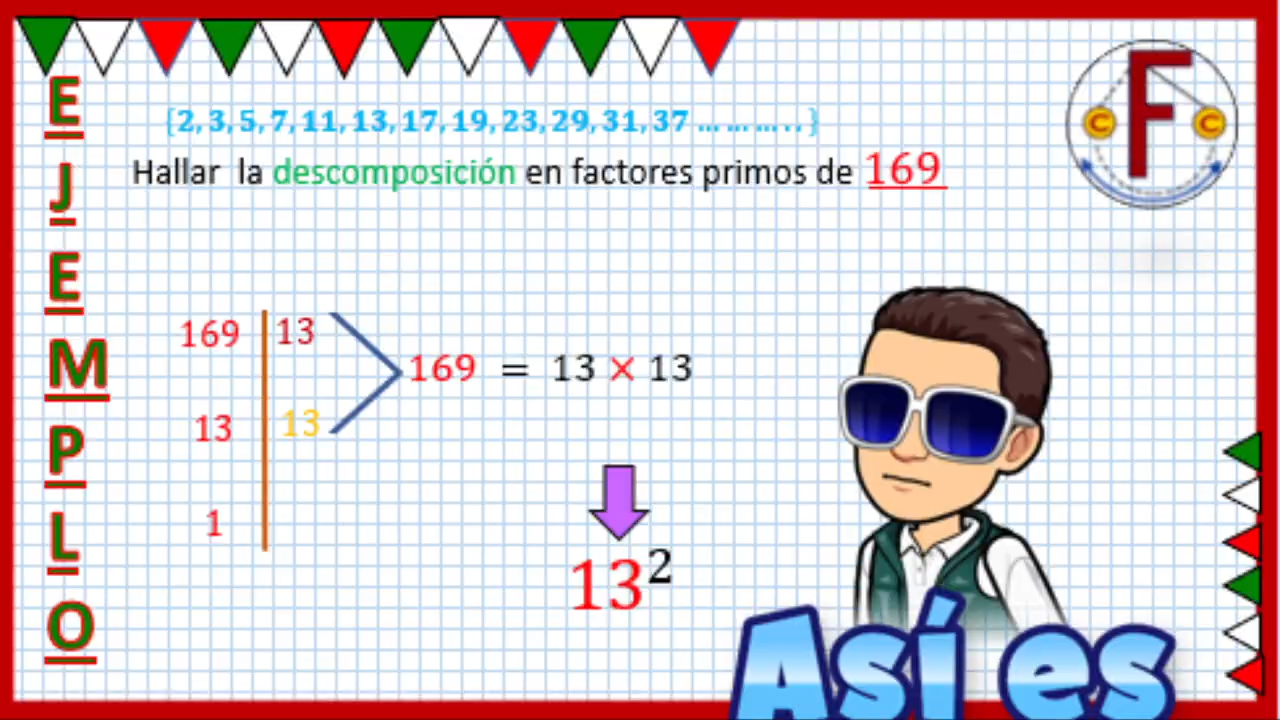 EJEMPLO
{2, 3, 5, 7, 11, 13, 17, 19, 23, 29, 31, 37 ... ... ... . . }
Hallar la descomposición en factores primos de 169
F
C C
169 13
169 = 13 × 13
13 13
1
13²
Así es